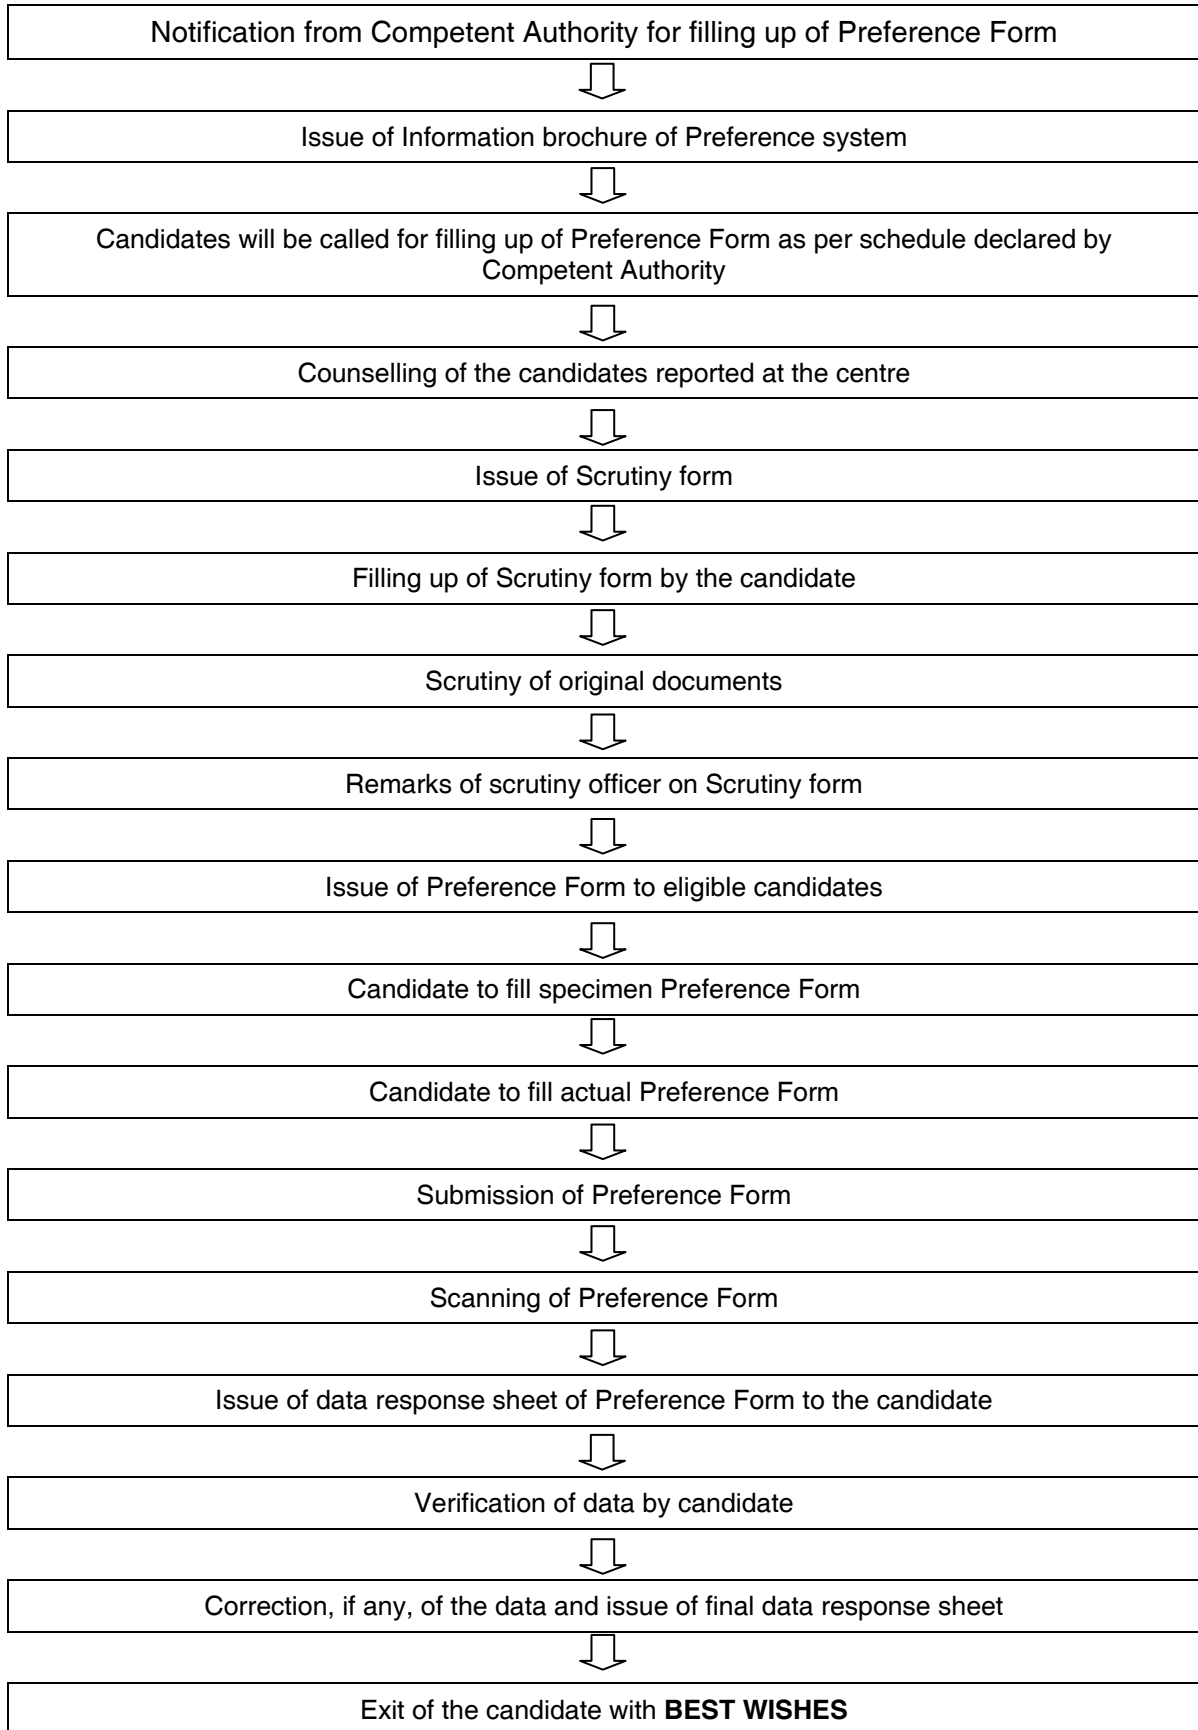 Notification from Competent Authority for filling up of Preference Form
Issue of Information brochure of Preference system
Candidates will be called for filling up of Preference Form as per schedule declared by
Competent Authority
Counselling of the candidates reported at the centre
Issue of Scrutiny form
Filling up of Scrutiny form by the candidate
Scrutiny of original documents
Remarks of scrutiny officer on Scrutiny form
Issue of Preference Form to eligible candidates
Candidate to fill specimen Preference Form
Candidate to fill actual Preference Form
Submission of Preference Form
Scanning of Preference Form
Issue of data response sheet of Preference Form to the candidate
Verification of data by candidate
Correction, if any, of the data and issue of final data response sheet
Exit of the candidate with BEST WISHES